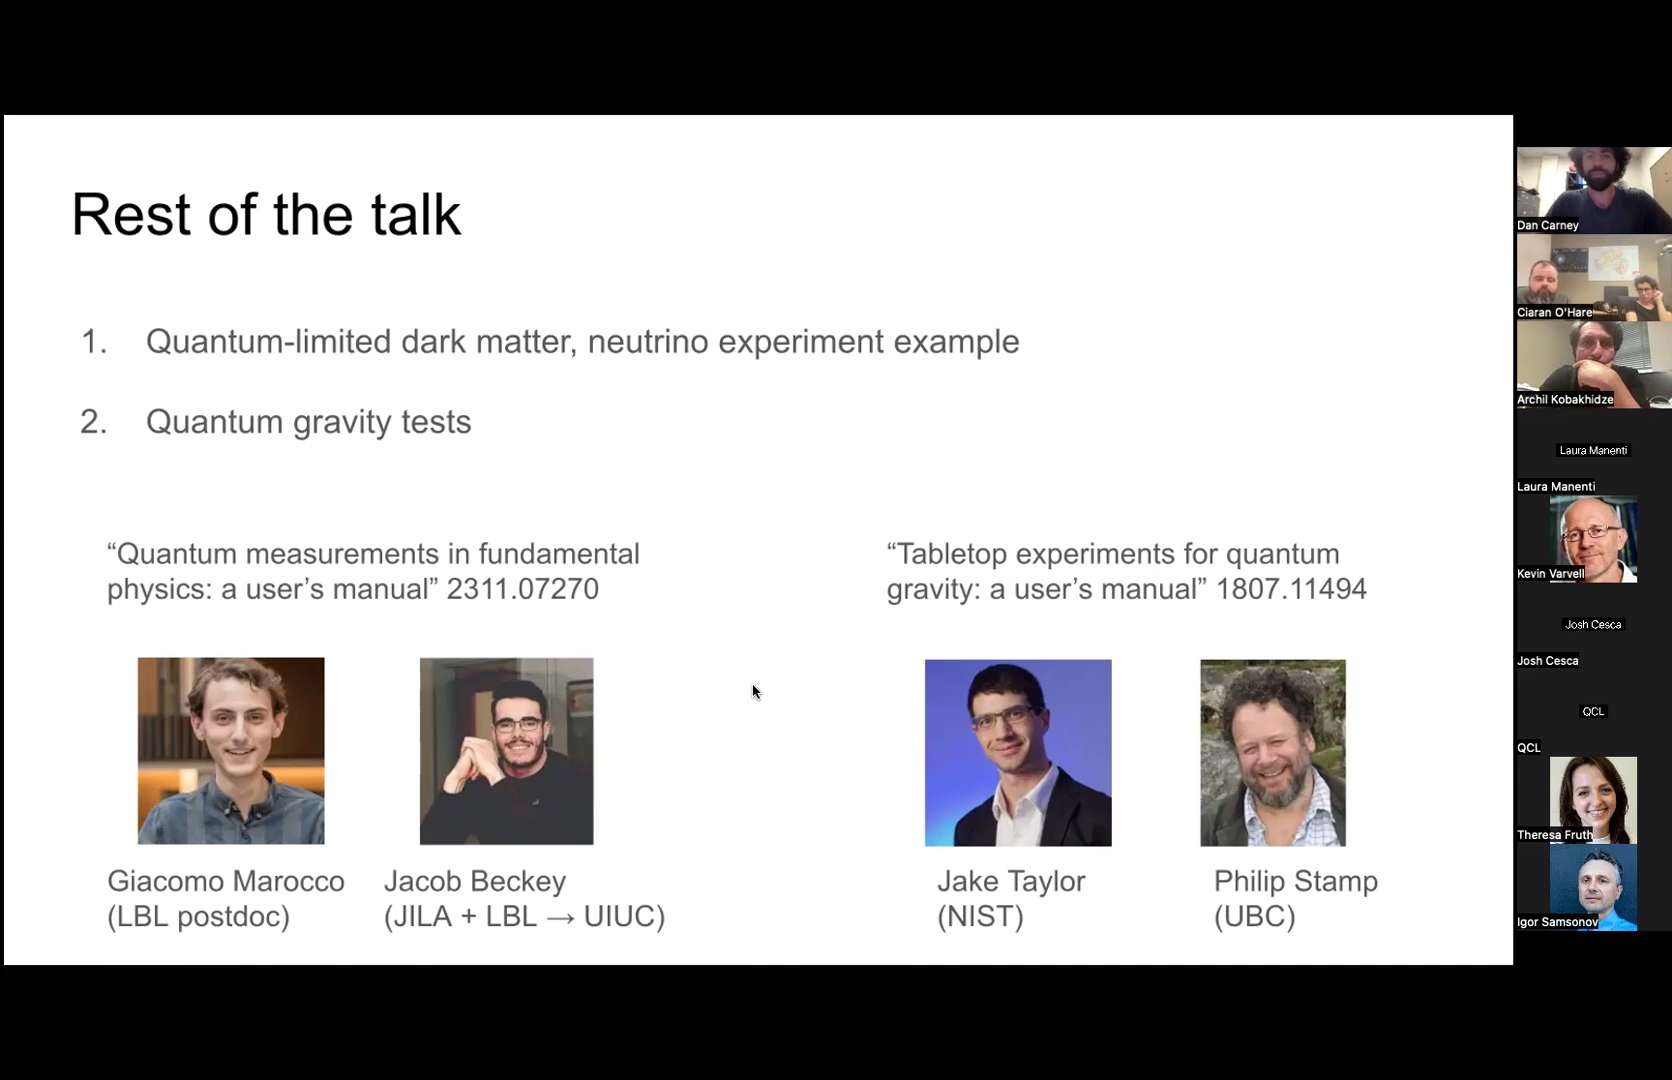 Rest of the talk
1. Quantum-limited dark matter, neutrino experiment example
2. Quantum gravity tests
“Quantum measurements in fundamental
physics: a user’s manual” 2311.07270
“Tabletop experiments for quantum
gravity: a user’s manual” 1807.11494
Giacomo Marocco
(LBL postdoc)
Jacob Beckey
(JILA + LBL → UIUC)
Jake Taylor
(NIST)
Philip Stamp
(UBC)
Dan Carney
Ciaran O'Hare
Archil Kobakhidze
Laura Manenti
Laura Manenti
Kevin Varvell
Josh Cesca
Josh Cesca
QCL
QCL
Theresa Fruth
Igor Samsonov